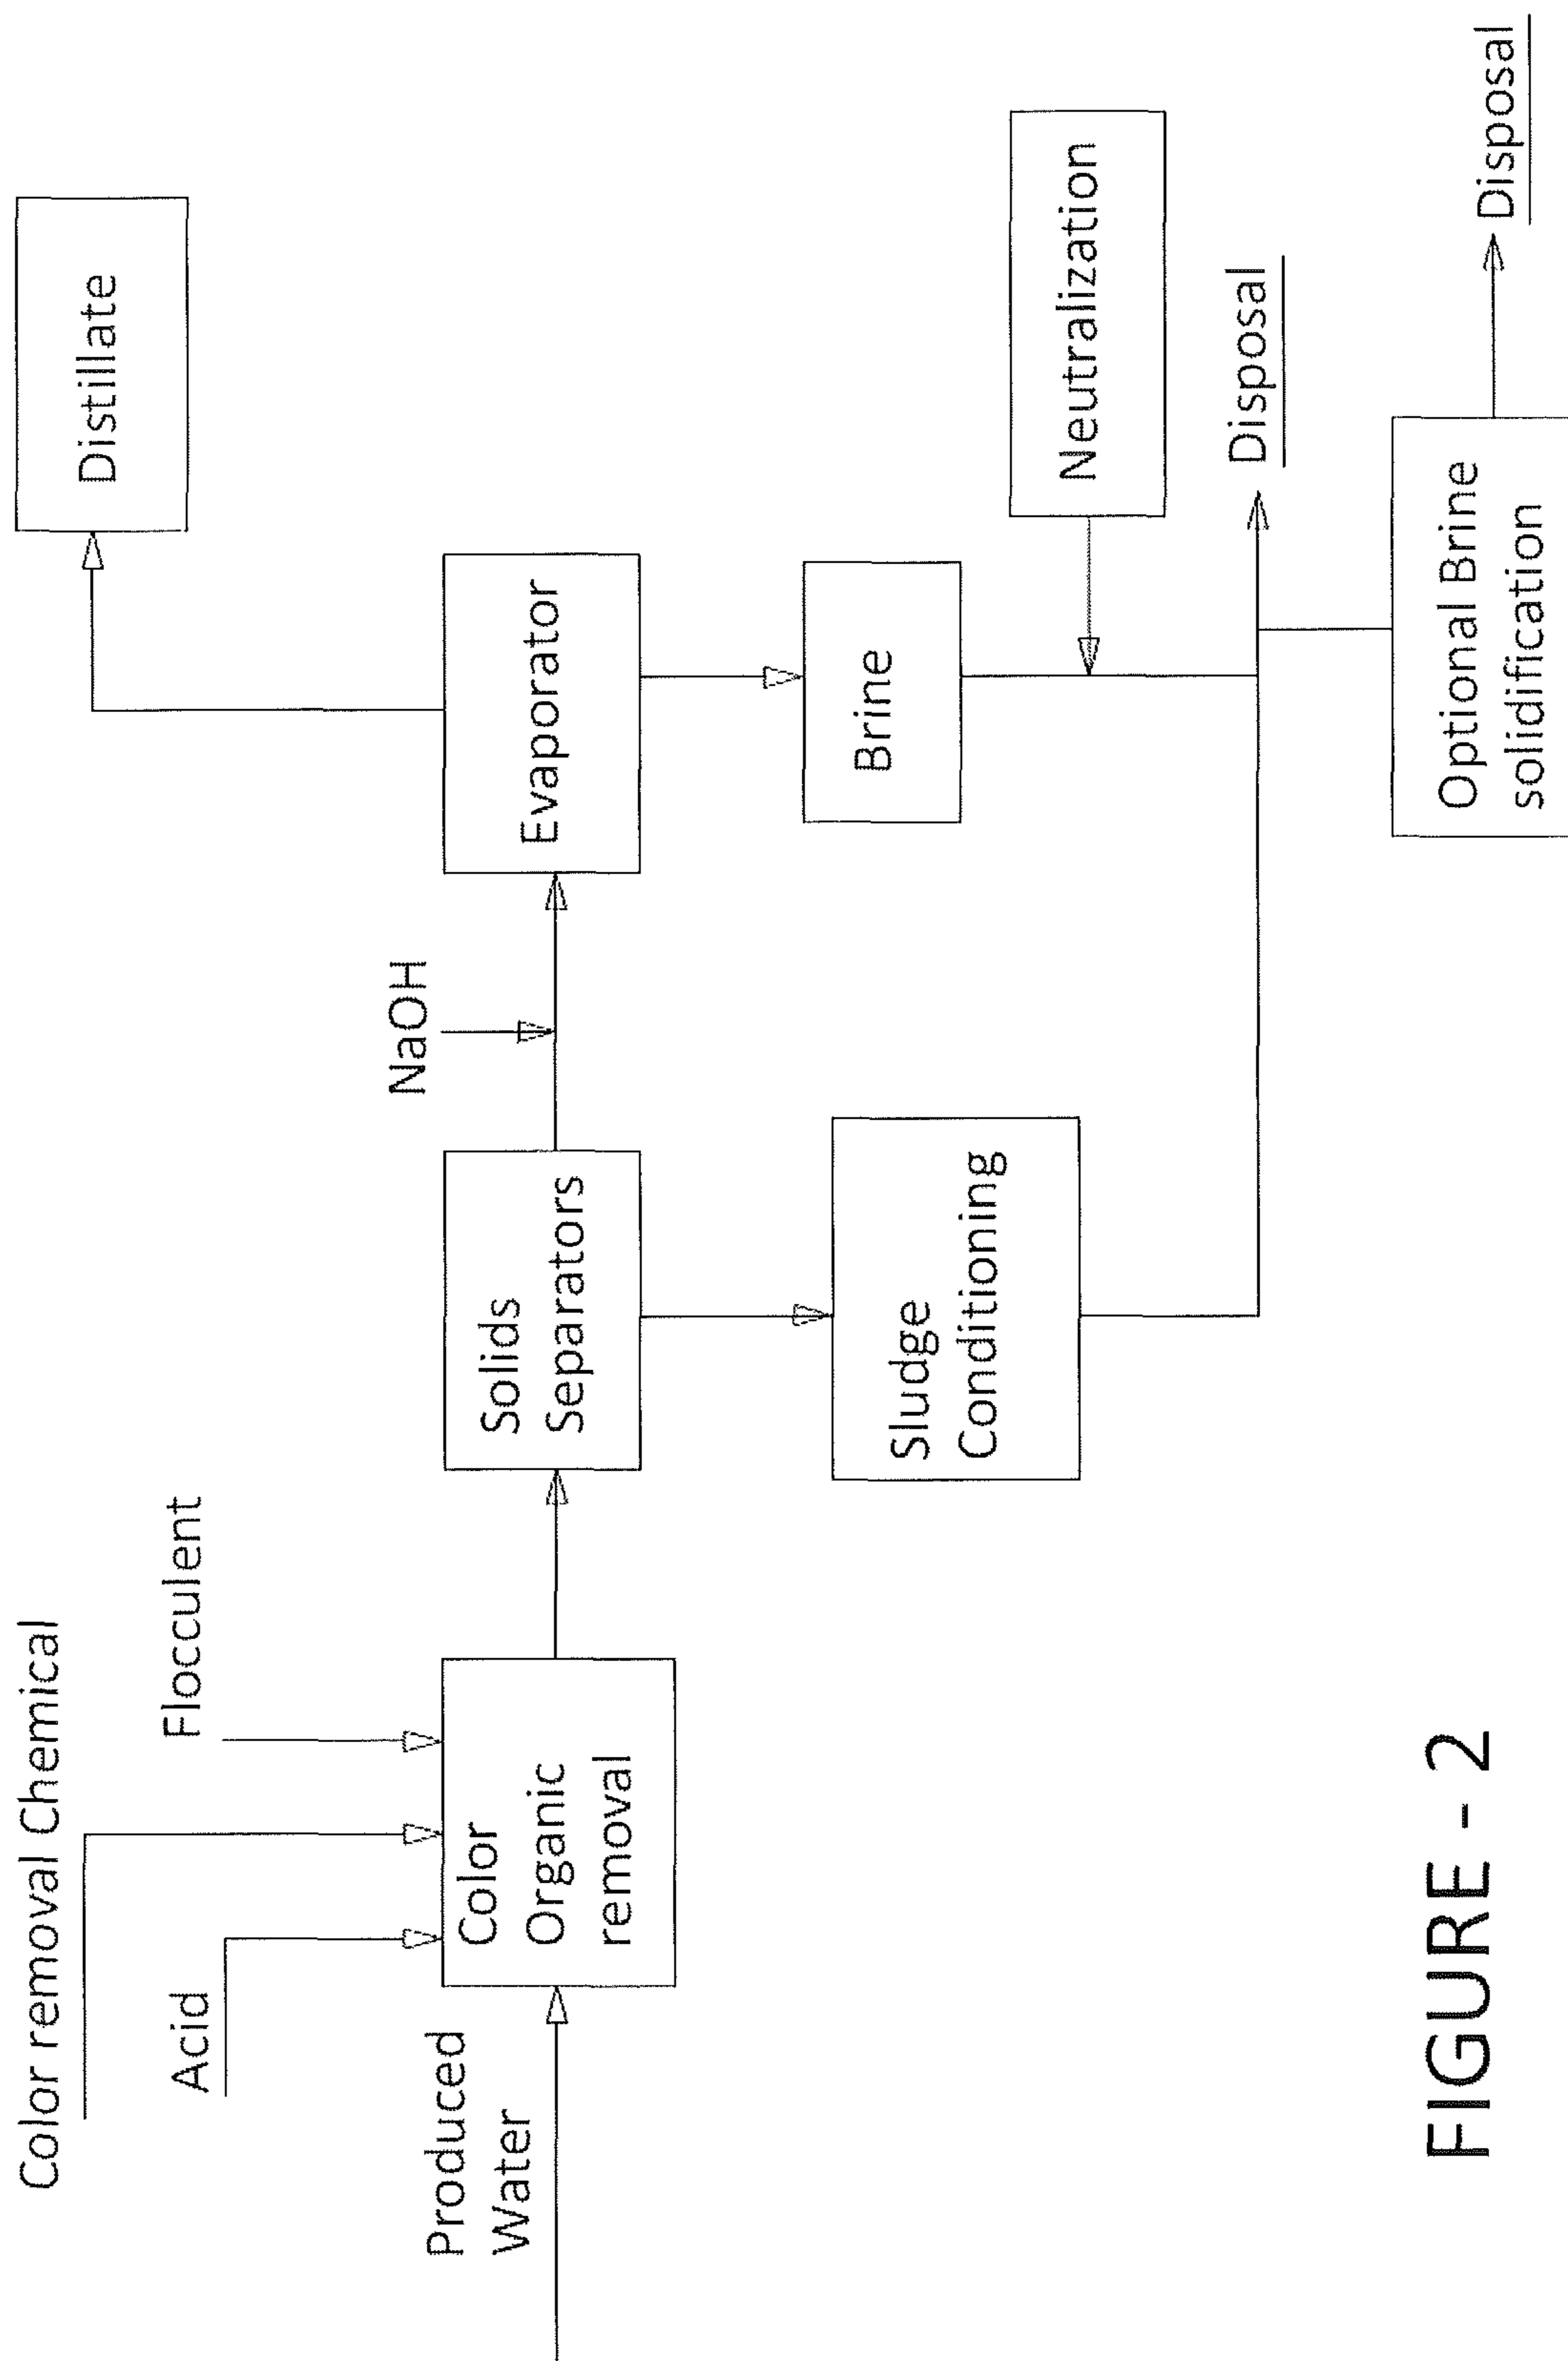 Color removal Chemical
Acid
Flocculent
Produced
Water
Color
Organic
removal
Solids
Separators
NaOH
Evaporator
Distillate
Sludge
Conditioning
Brine
Neutralization
Disposal
Optional Brine
solidification
Disposal
FIGURE - 2